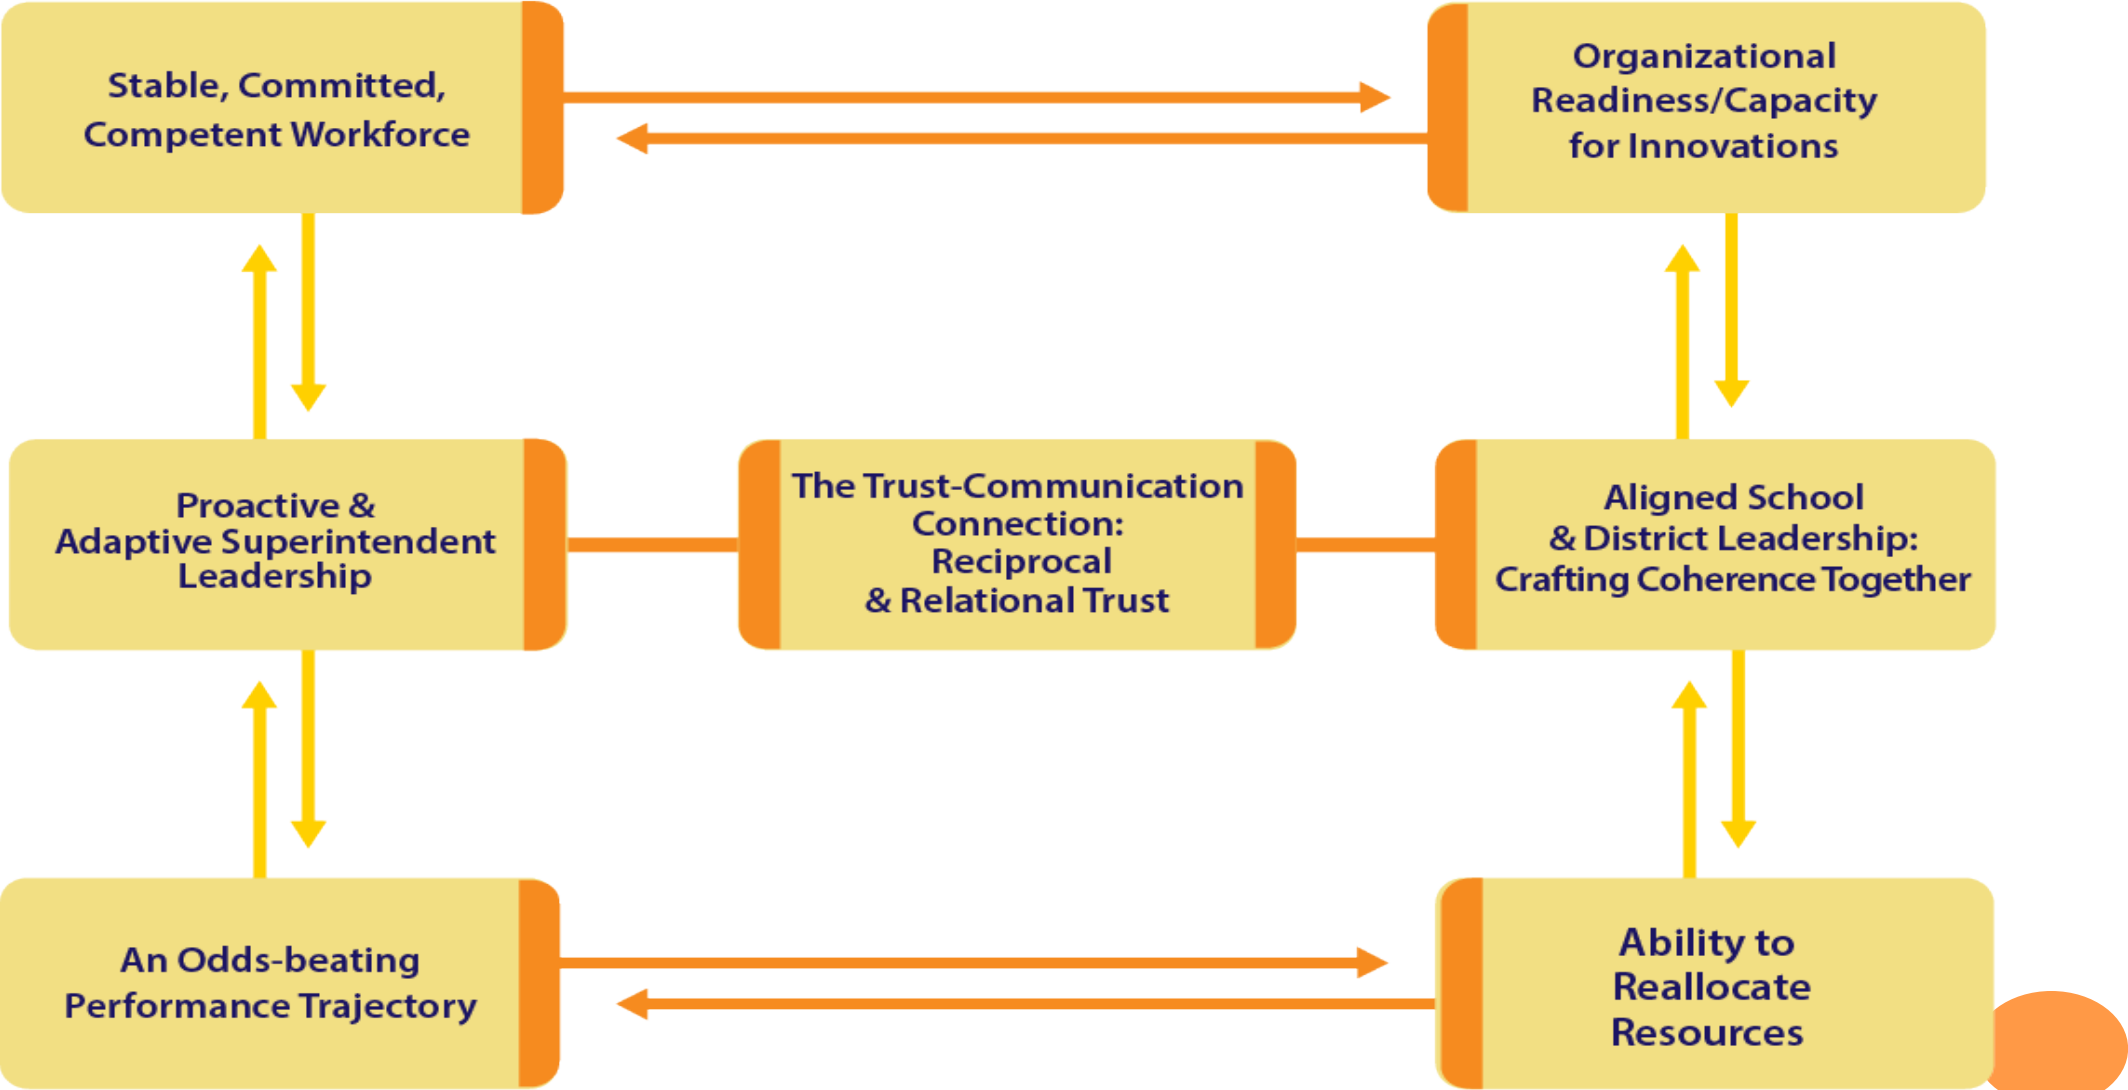 Stable, Committed,
Competent Workforce
Organizational
Readiness/Capacity
for Innovations
Proactive &
Adaptive Superintendent
Leadership
The Trust-Communication
Connection:
Reciprocal
& Relational Trust
Aligned School
& District Leadership:
Crafting Coherence Together
An Odds-beating
Performance Trajectory
Ability to
Reallocate
Resources